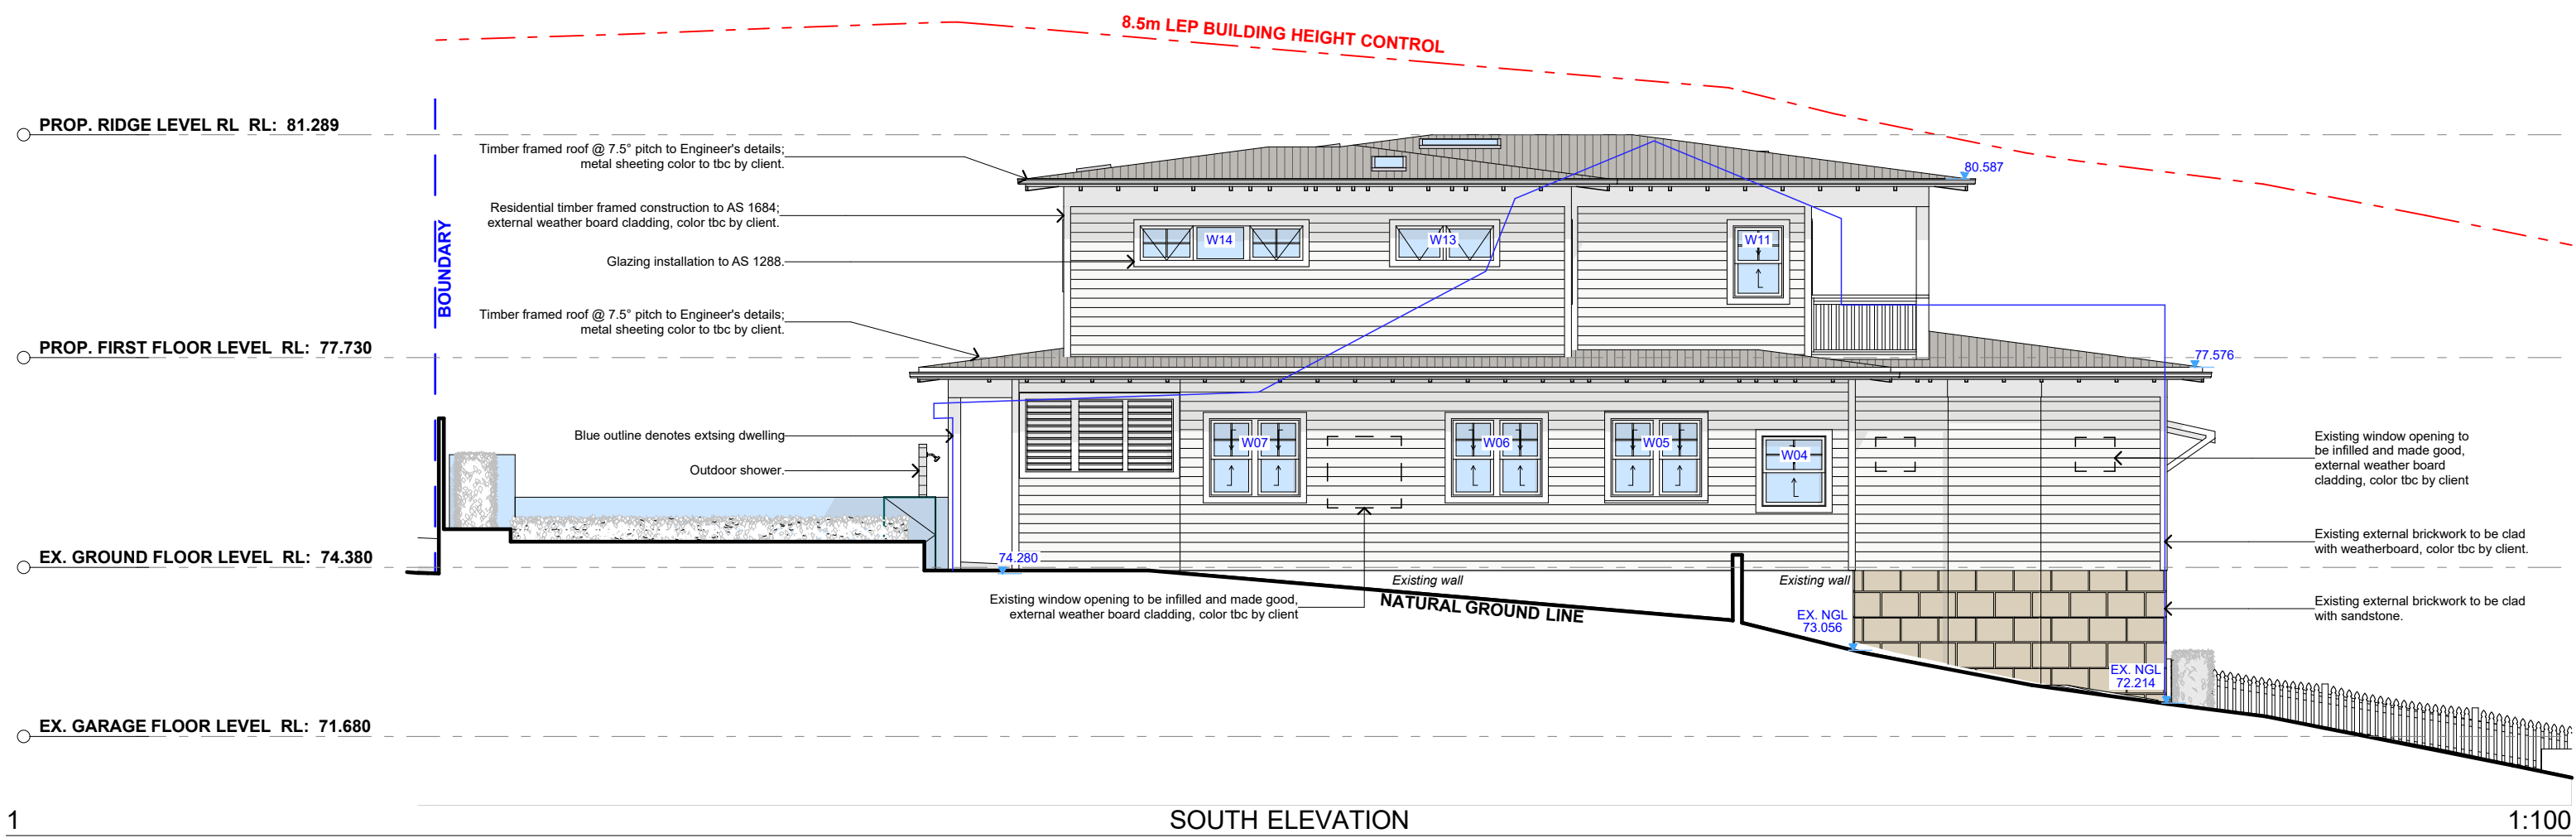 8.5m LEP BUILDING HEIGHT CONTROL
PROP. RIDGE LEVEL RL RL: 81.289
Timber framed roof @ 7.5° pitch to Engineer's details;
metal sheeting color to tbc by client.
80.587
Residential timber framed construction to AS 1684;
external weather board cladding, color tbc by client.
BOUNDARY
W14
W13
W11
Glazing installation to AS 1288.
Timber framed roof @ 7.5° pitch to Engineer's details;
metal sheeting color to tbc by client.
PROP. FIRST FLOOR LEVEL RL: 77.730
77.576
Blue outline denotes extsing dwelling
Outdoor shower.
W07
W06
W05
W04
Existing window opening to
be infilled and made good,
external weather board
cladding, color tbc by client
Existing external brickwork to be clad
with weatherboard, color tbc by client.
EX. GROUND FLOOR LEVEL RL: 74.380
74.280
Existing wall
Existing wall
Existing window opening to be infilled and made good,
external weather board cladding, color tbc by client
NATURAL GROUND LINE
EX. NGL
73.056
Existing external brickwork to be clad
with sandstone.
EX. NGL
72.214
EX. GARAGE FLOOR LEVEL RL: 71.680
1
SOUTH ELEVATION
1:100